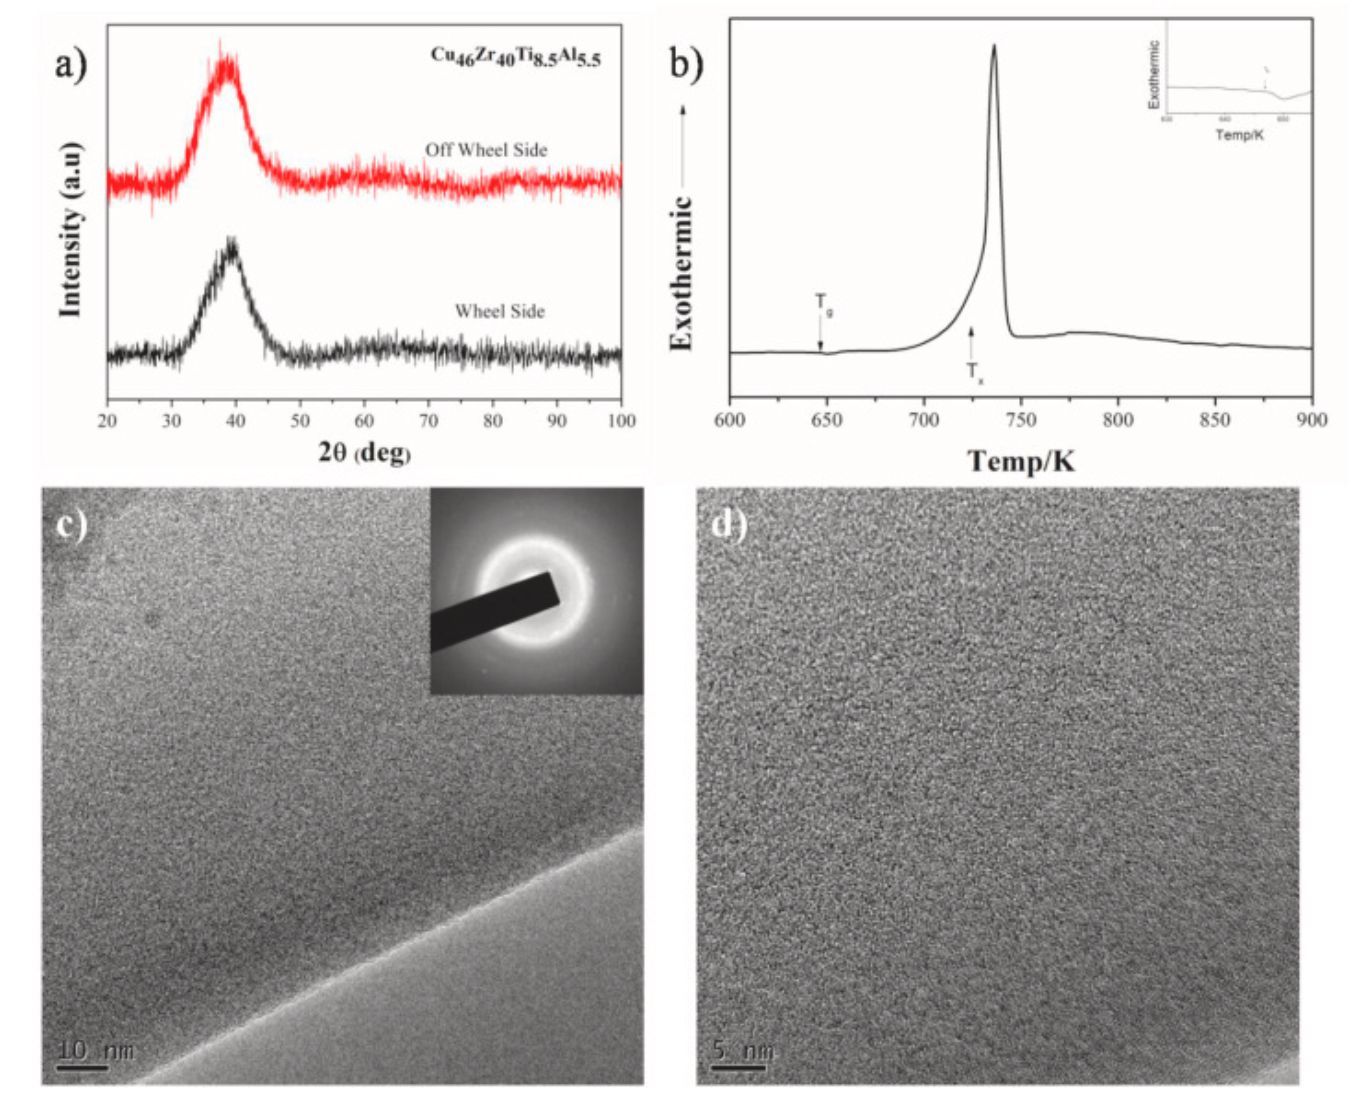 a)
Cu46Zr40Ti8.5Al5.5
Off Wheel Side
Wheel Side
Intensity (a.u)
20 30 40 50 60 70 80 90 100
2θ (deg)
b)
Exothermic
Tg
Tx
600 650 700 750 800 850 900
Temp/K
Exothermic
Temp/K
c)
10 nm
d)
5 nm